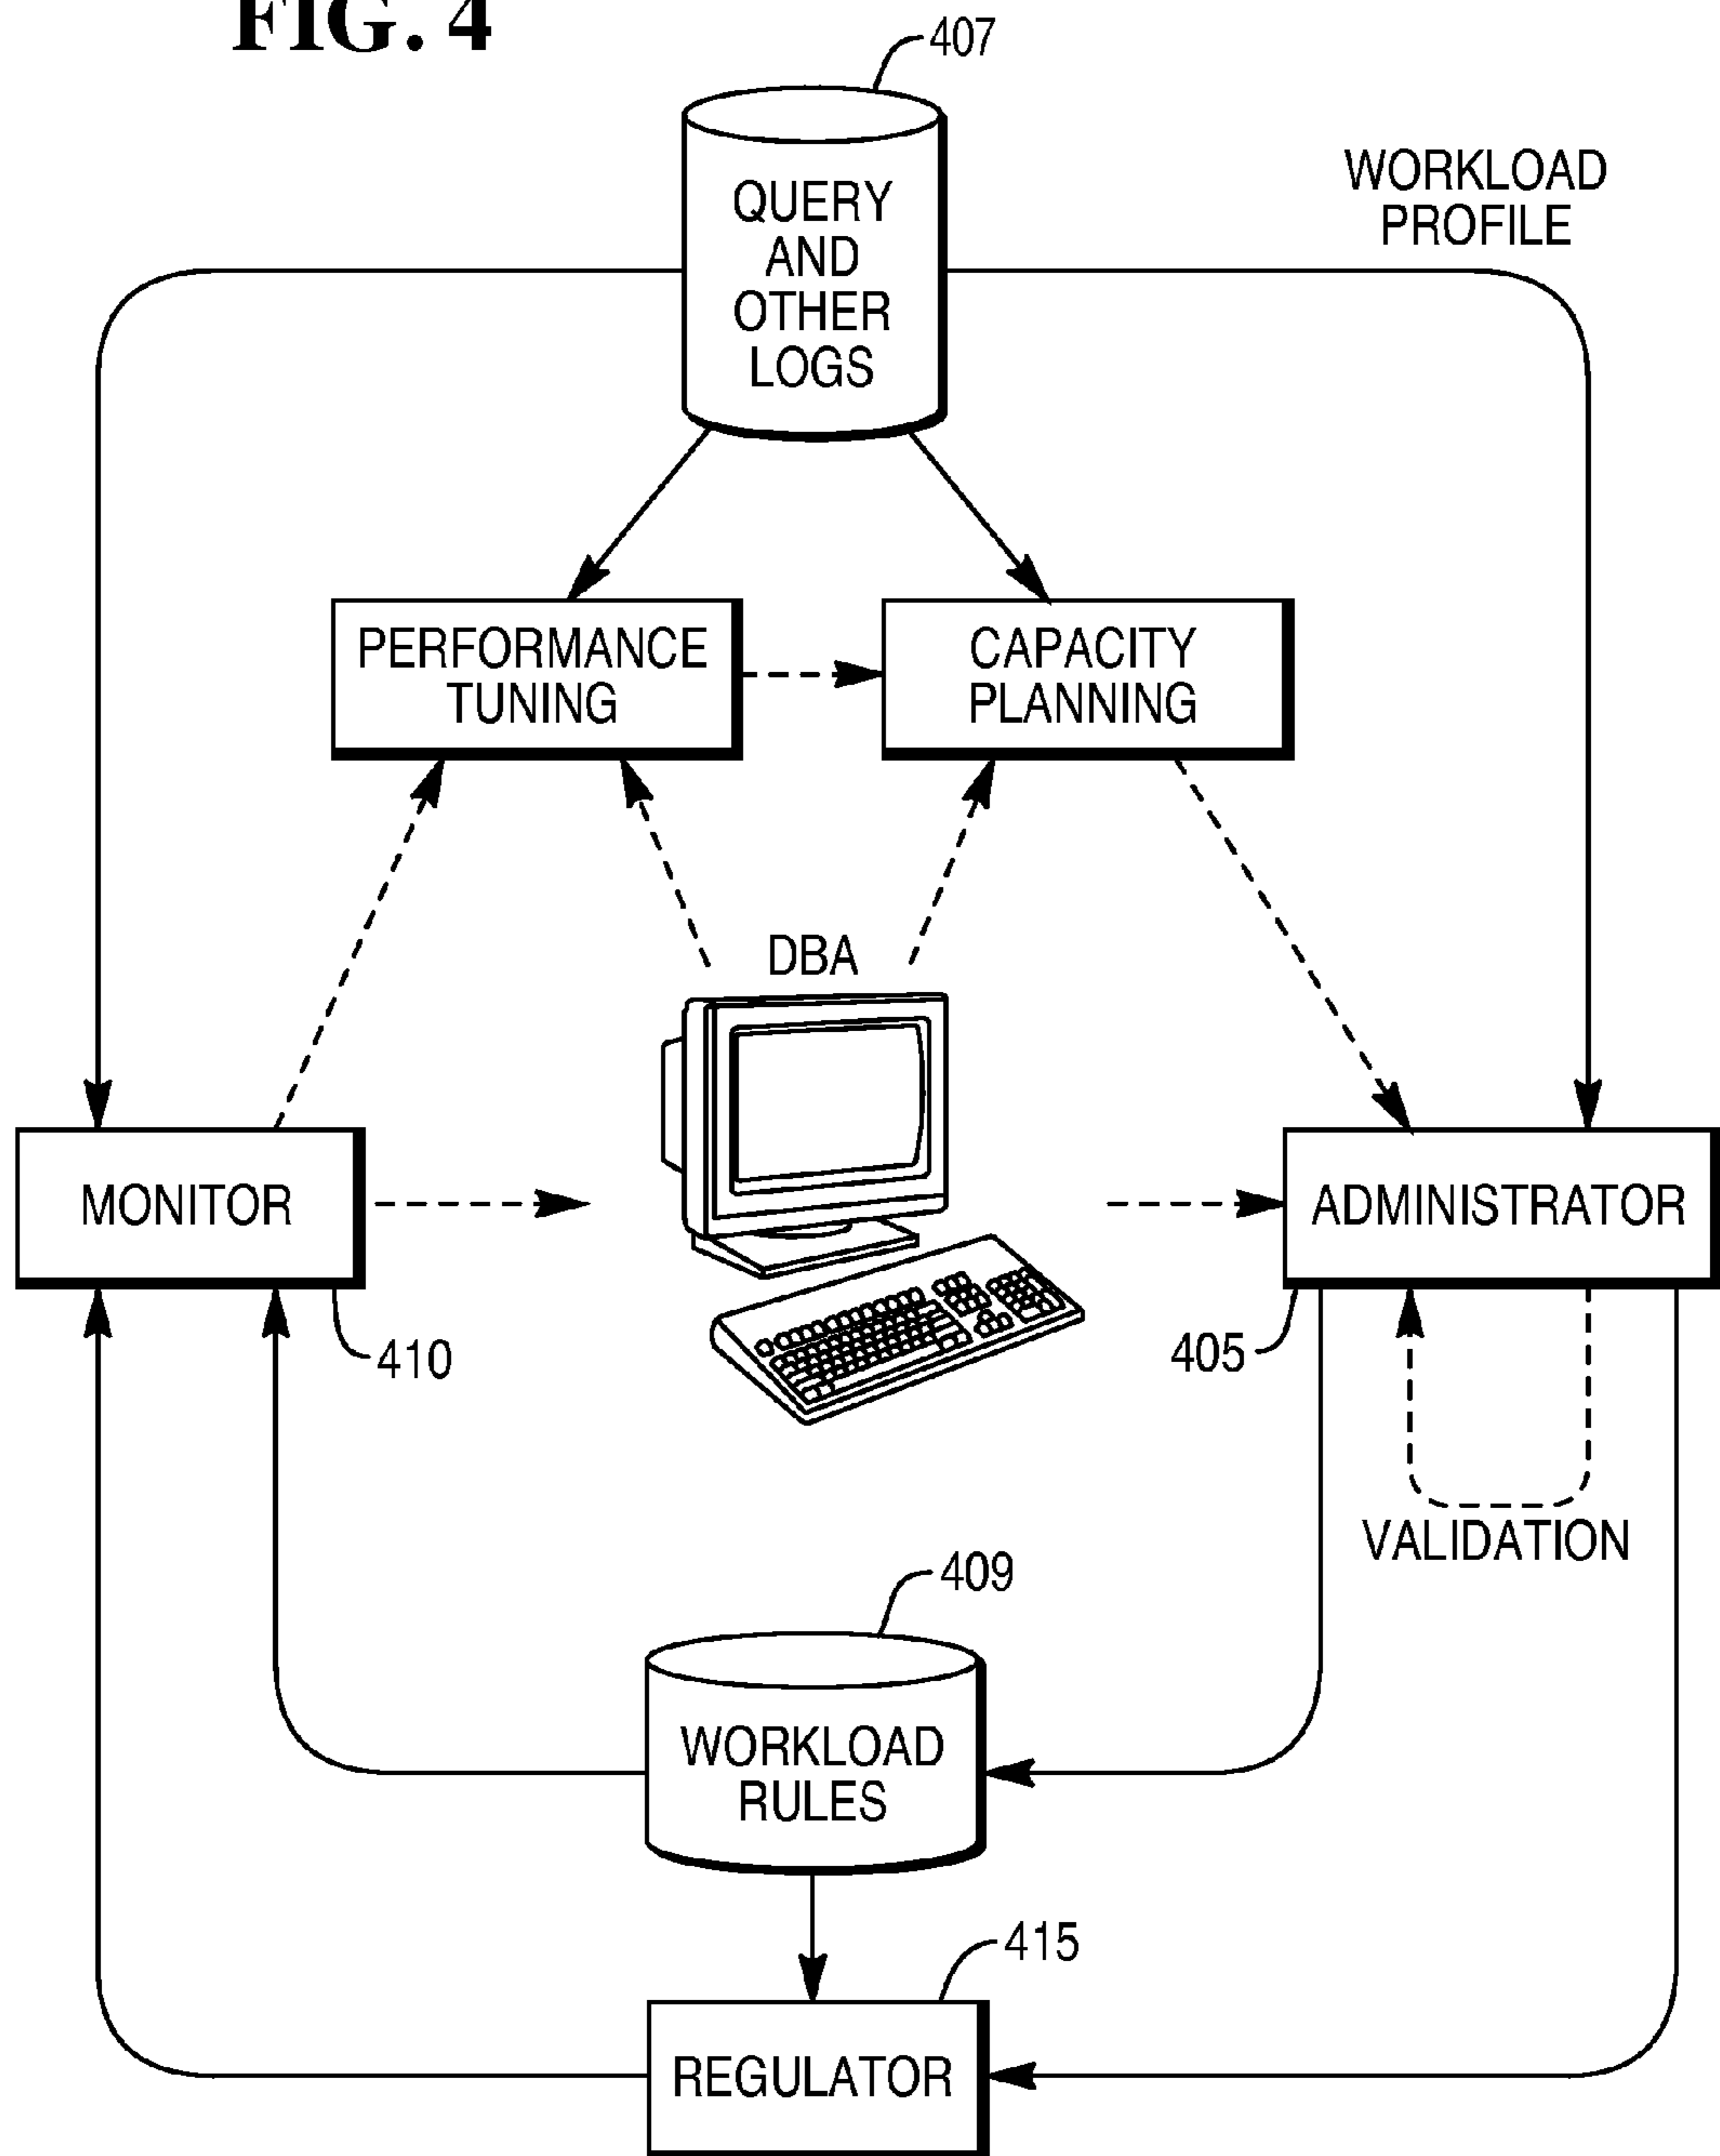 FIG. 4
407
QUERY
AND
OTHER
LOGS
WORKLOAD
PROFILE
PERFORMANCE
TUNING
CAPACITY
PLANNING
DBA
MONITOR
ADMINISTRATOR
410
405
VALIDATION
409
WORKLOAD
RULES
415
REGULATOR